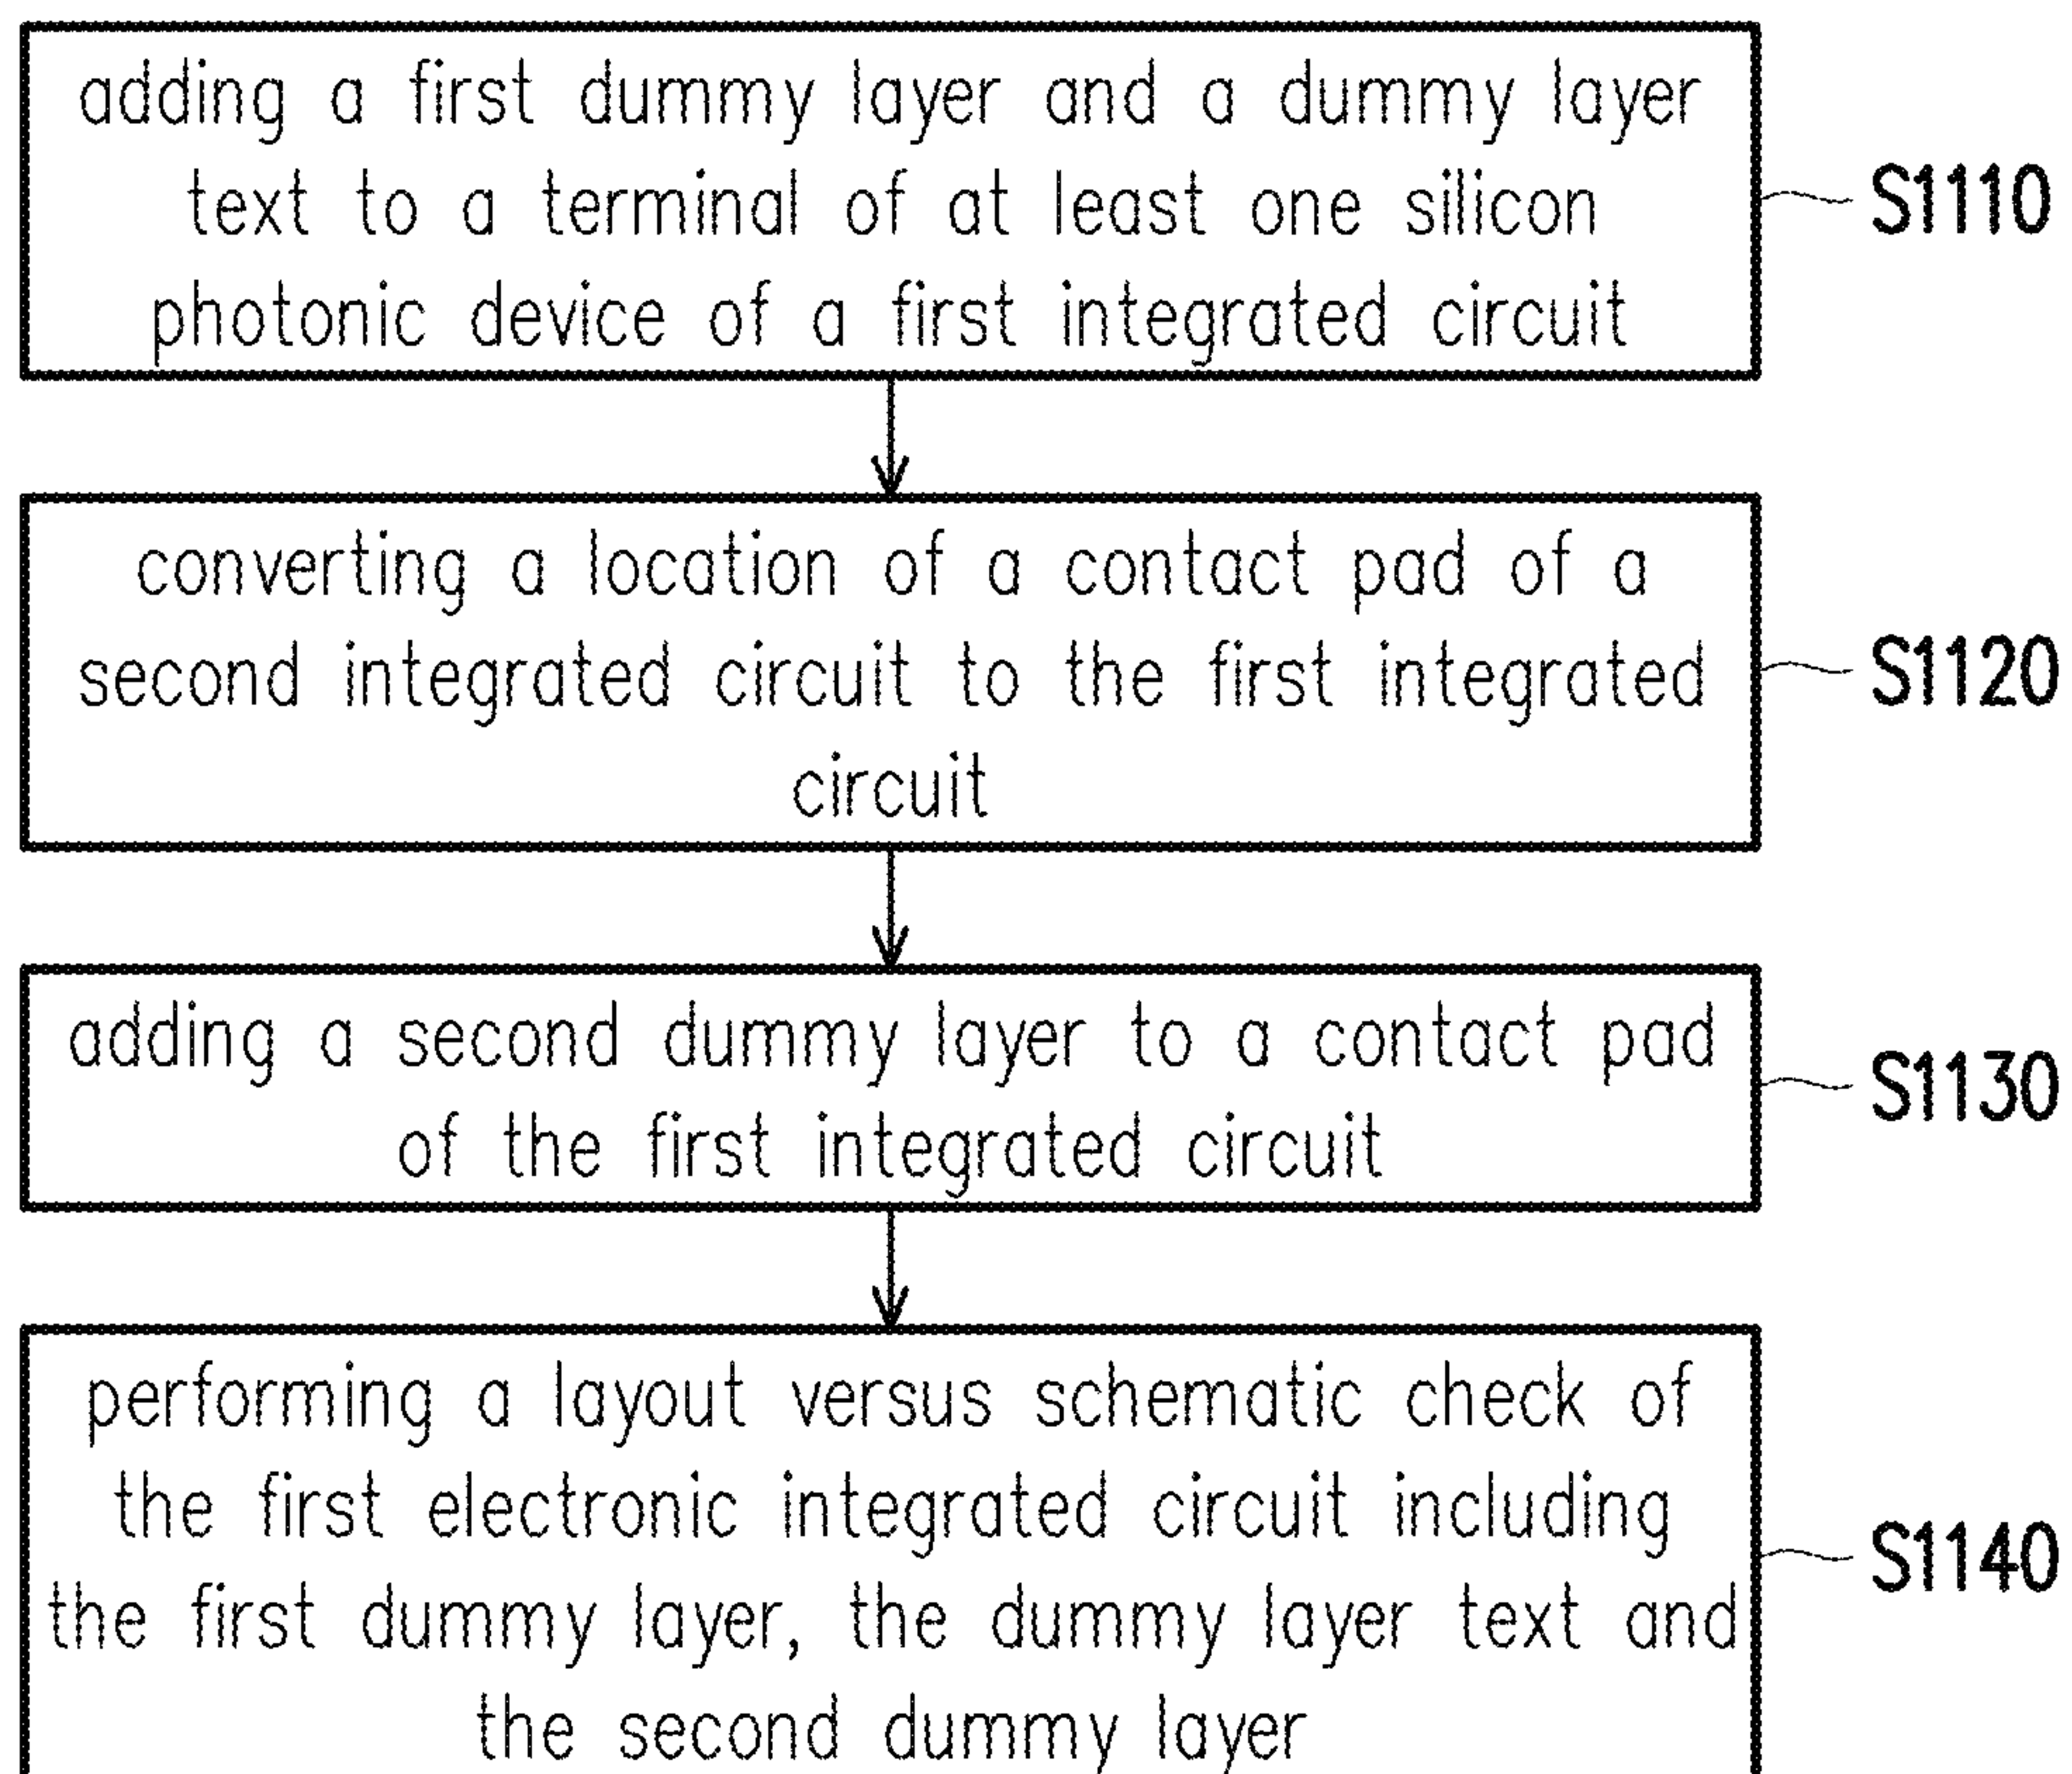 adding a first dummy layer and a dummy layer
text to a terminal of at least one silicon
photonic device of a first integrated circuit
S1110
converting a location of a contact pad of a
second integrated circuit to the first integrated
circuit
S1120
adding a second dummy layer to a contact pad
of the first integrated circuit
S1130
performing a layout versus schematic check of
the first electronic integrated circuit including
the first dummy layer, the dummy layer text and
the second dummy layer
S1140